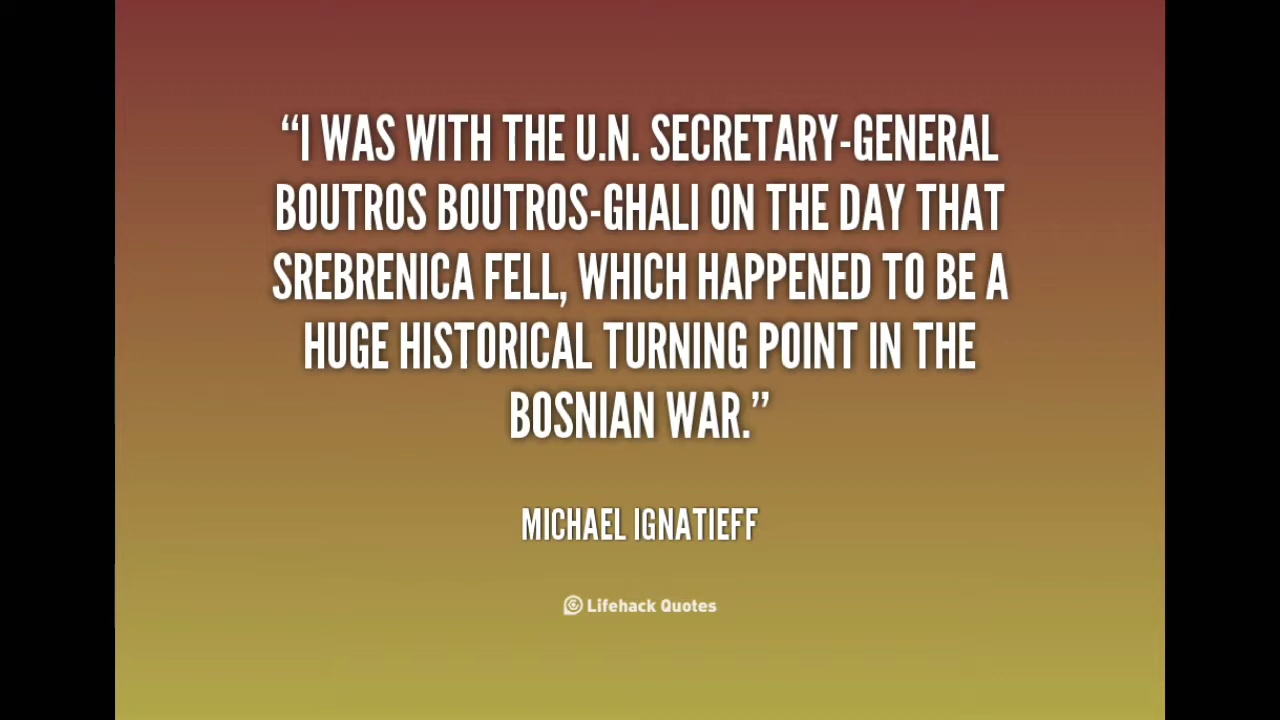 “I WAS WITH THE U.N. SECRETARY-GENERAL
BOUTROS BOUTROS-GHALI ON THE DAY THAT
SREBRENICA FELL, WHICH HAPPENED TO BE A
HUGE HISTORICAL TURNING POINT IN THE
BOSNIAN WAR.”
MICHAEL IGNATIEFF
Lifehack Quotes